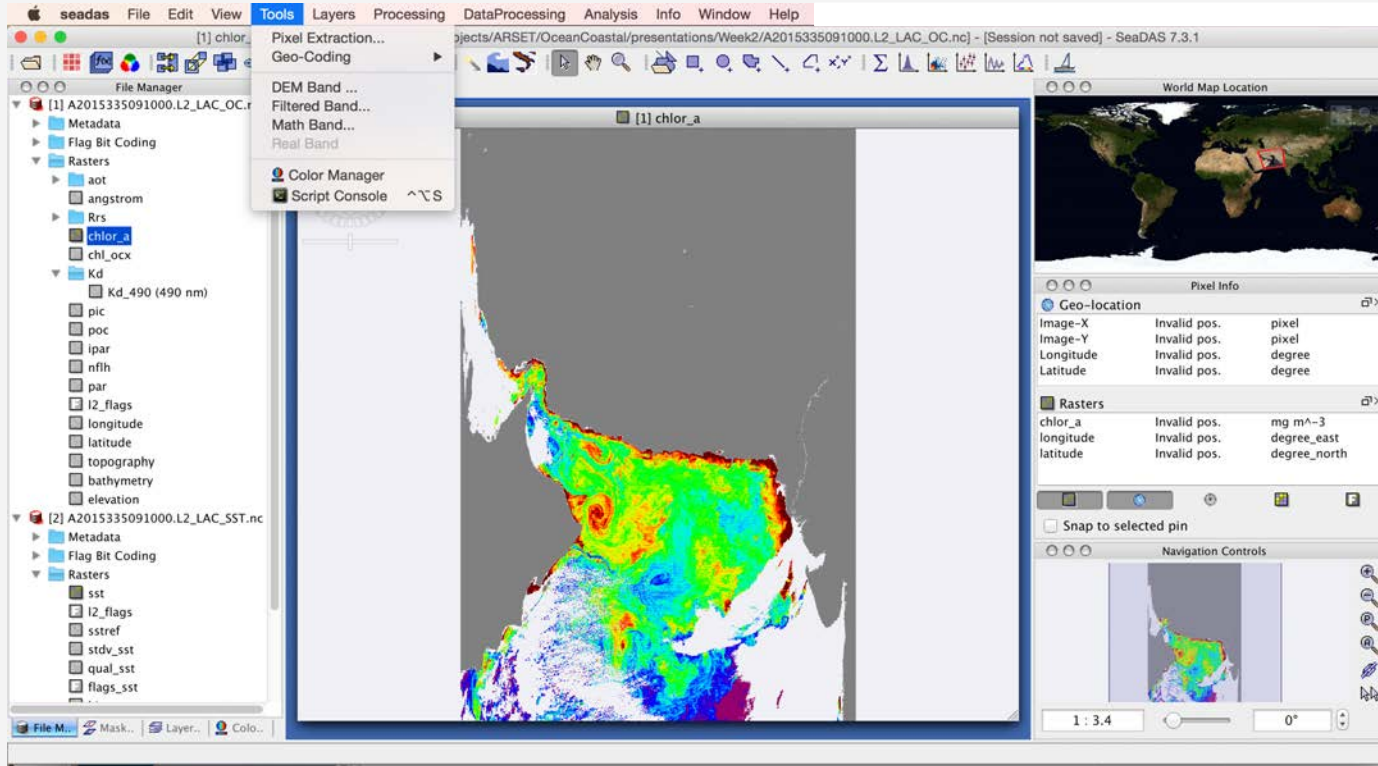 seadas File Edit View Tools Layers Processing DataProcessing Analysis Info Window Help
[1] chlor_
jects/ARSET/OceanCoastal/presentations/Week2/A2015335091000.L2_LAC_OC.nc] - [Session not saved] - SeaDAS 7.3.1
Pixel Extraction...
Geo-Coding
DEM Band ...
Filtered Band...
Math Band...
Real Band
Color Manager
Script Console ^⌥S
File Manager
[1] A2015335091000.L2_LAC_OC.r
Metadata
Flag Bit Coding
Rasters
aot
angstrom
Rrs
chlor_a
chl_ocx
Kd
Kd_490 (490 nm)
pic
poc
ipar
nflh
par
l2_flags
longitude
latitude
topography
bathymetry
elevation
[2] A2015335091000.L2_LAC_SST.nc
Metadata
Flag Bit Coding
Rasters
sst
l2_flags
sstref
stdv_sst
qual_sst
flags_sst
File M.. Mask.. Layer.. Colo..
[1] chlor_a
World Map Location
Pixel Info
Geo-location
Image-X Invalid pos. pixel
Image-Y Invalid pos. pixel
Longitude Invalid pos. degree
Latitude Invalid pos. degree
Rasters
chlor_a Invalid pos. mg m^-3
longitude Invalid pos. degree_east
latitude Invalid pos. degree_north
Snap to selected pin
Navigation Controls
1 : 3.4 0°